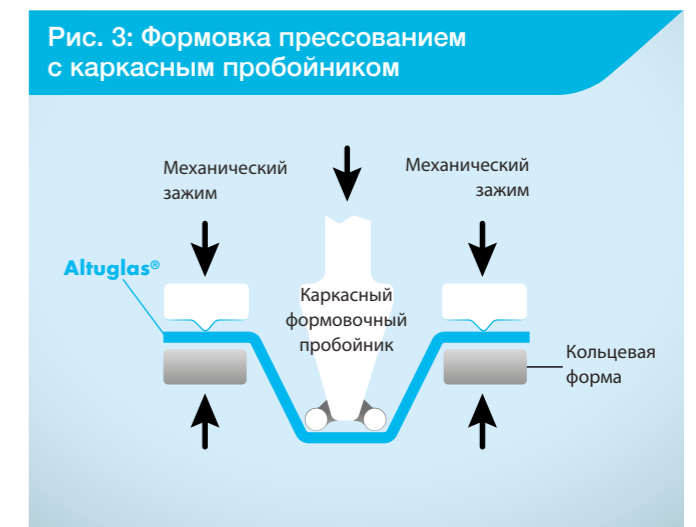 Рис. 3: Формовка прессованием
с каркасным пробойником
Механический
зажим
Механический
зажим
Altuglas®
Каркасный
формовочный
пробойник
Кольцевая
форма